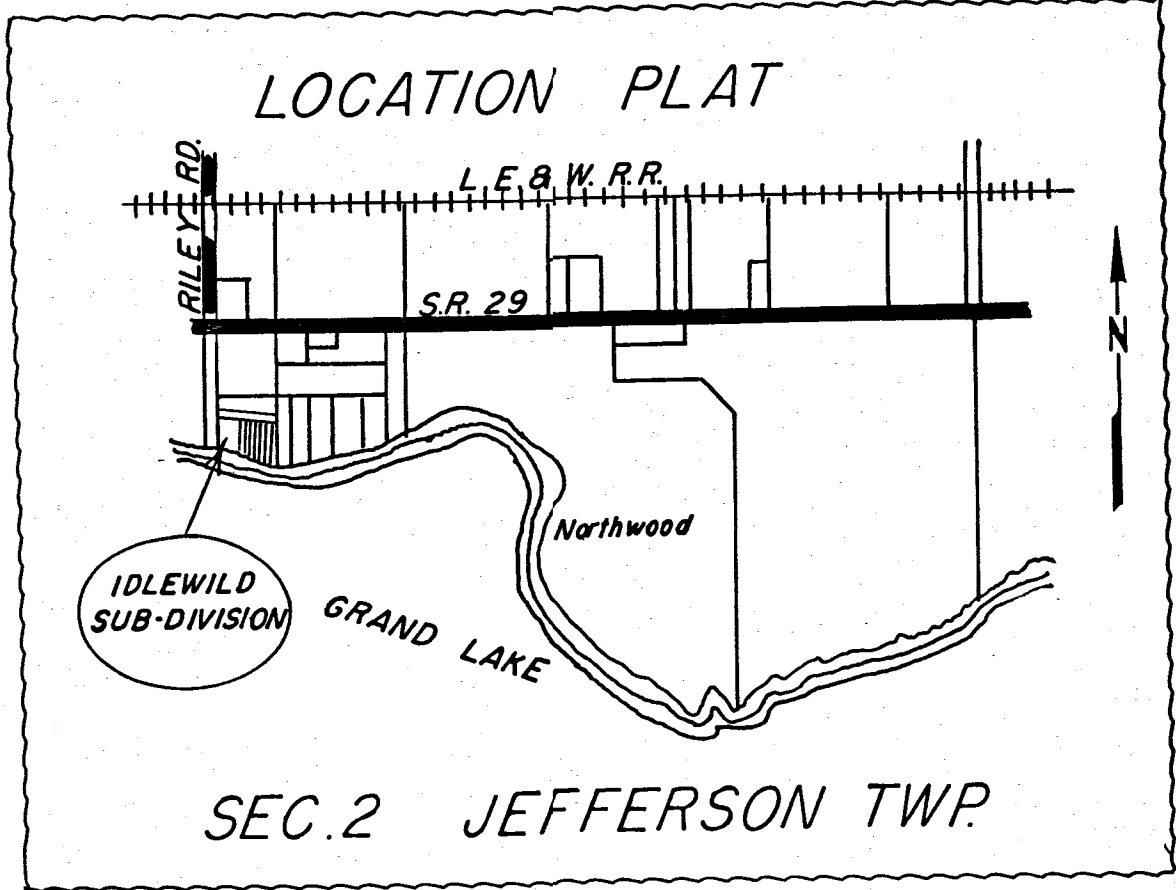 LOCATION PLAT
RILEY RD.
L. E. & W. R.R.
S.R. 29
N
Northwood
IDLEWILD
SUB-DIVISION
GRAND LAKE
SEC. 2 JEFFERSON TWP.